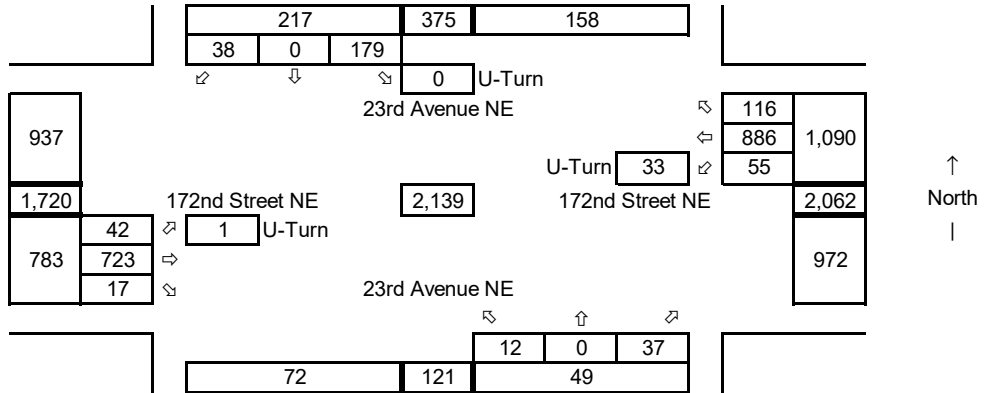 217 375 158
38 0 179
⬃ ⇩ ⬂ 0 U-Turn
23rd Avenue NE
⬁ 116
937 ⇦ 886 1,090
U-Turn 33 ⬃ 55 ↑
1,720 172nd Street NE 2,139 172nd Street NE 2,062 North
42 ⬀ 1 U-Turn |
783 723 ⇨ 972
17 ⬂ 23rd Avenue NE
⬁ ⇧ ⬀
12 0 37
72 121 49